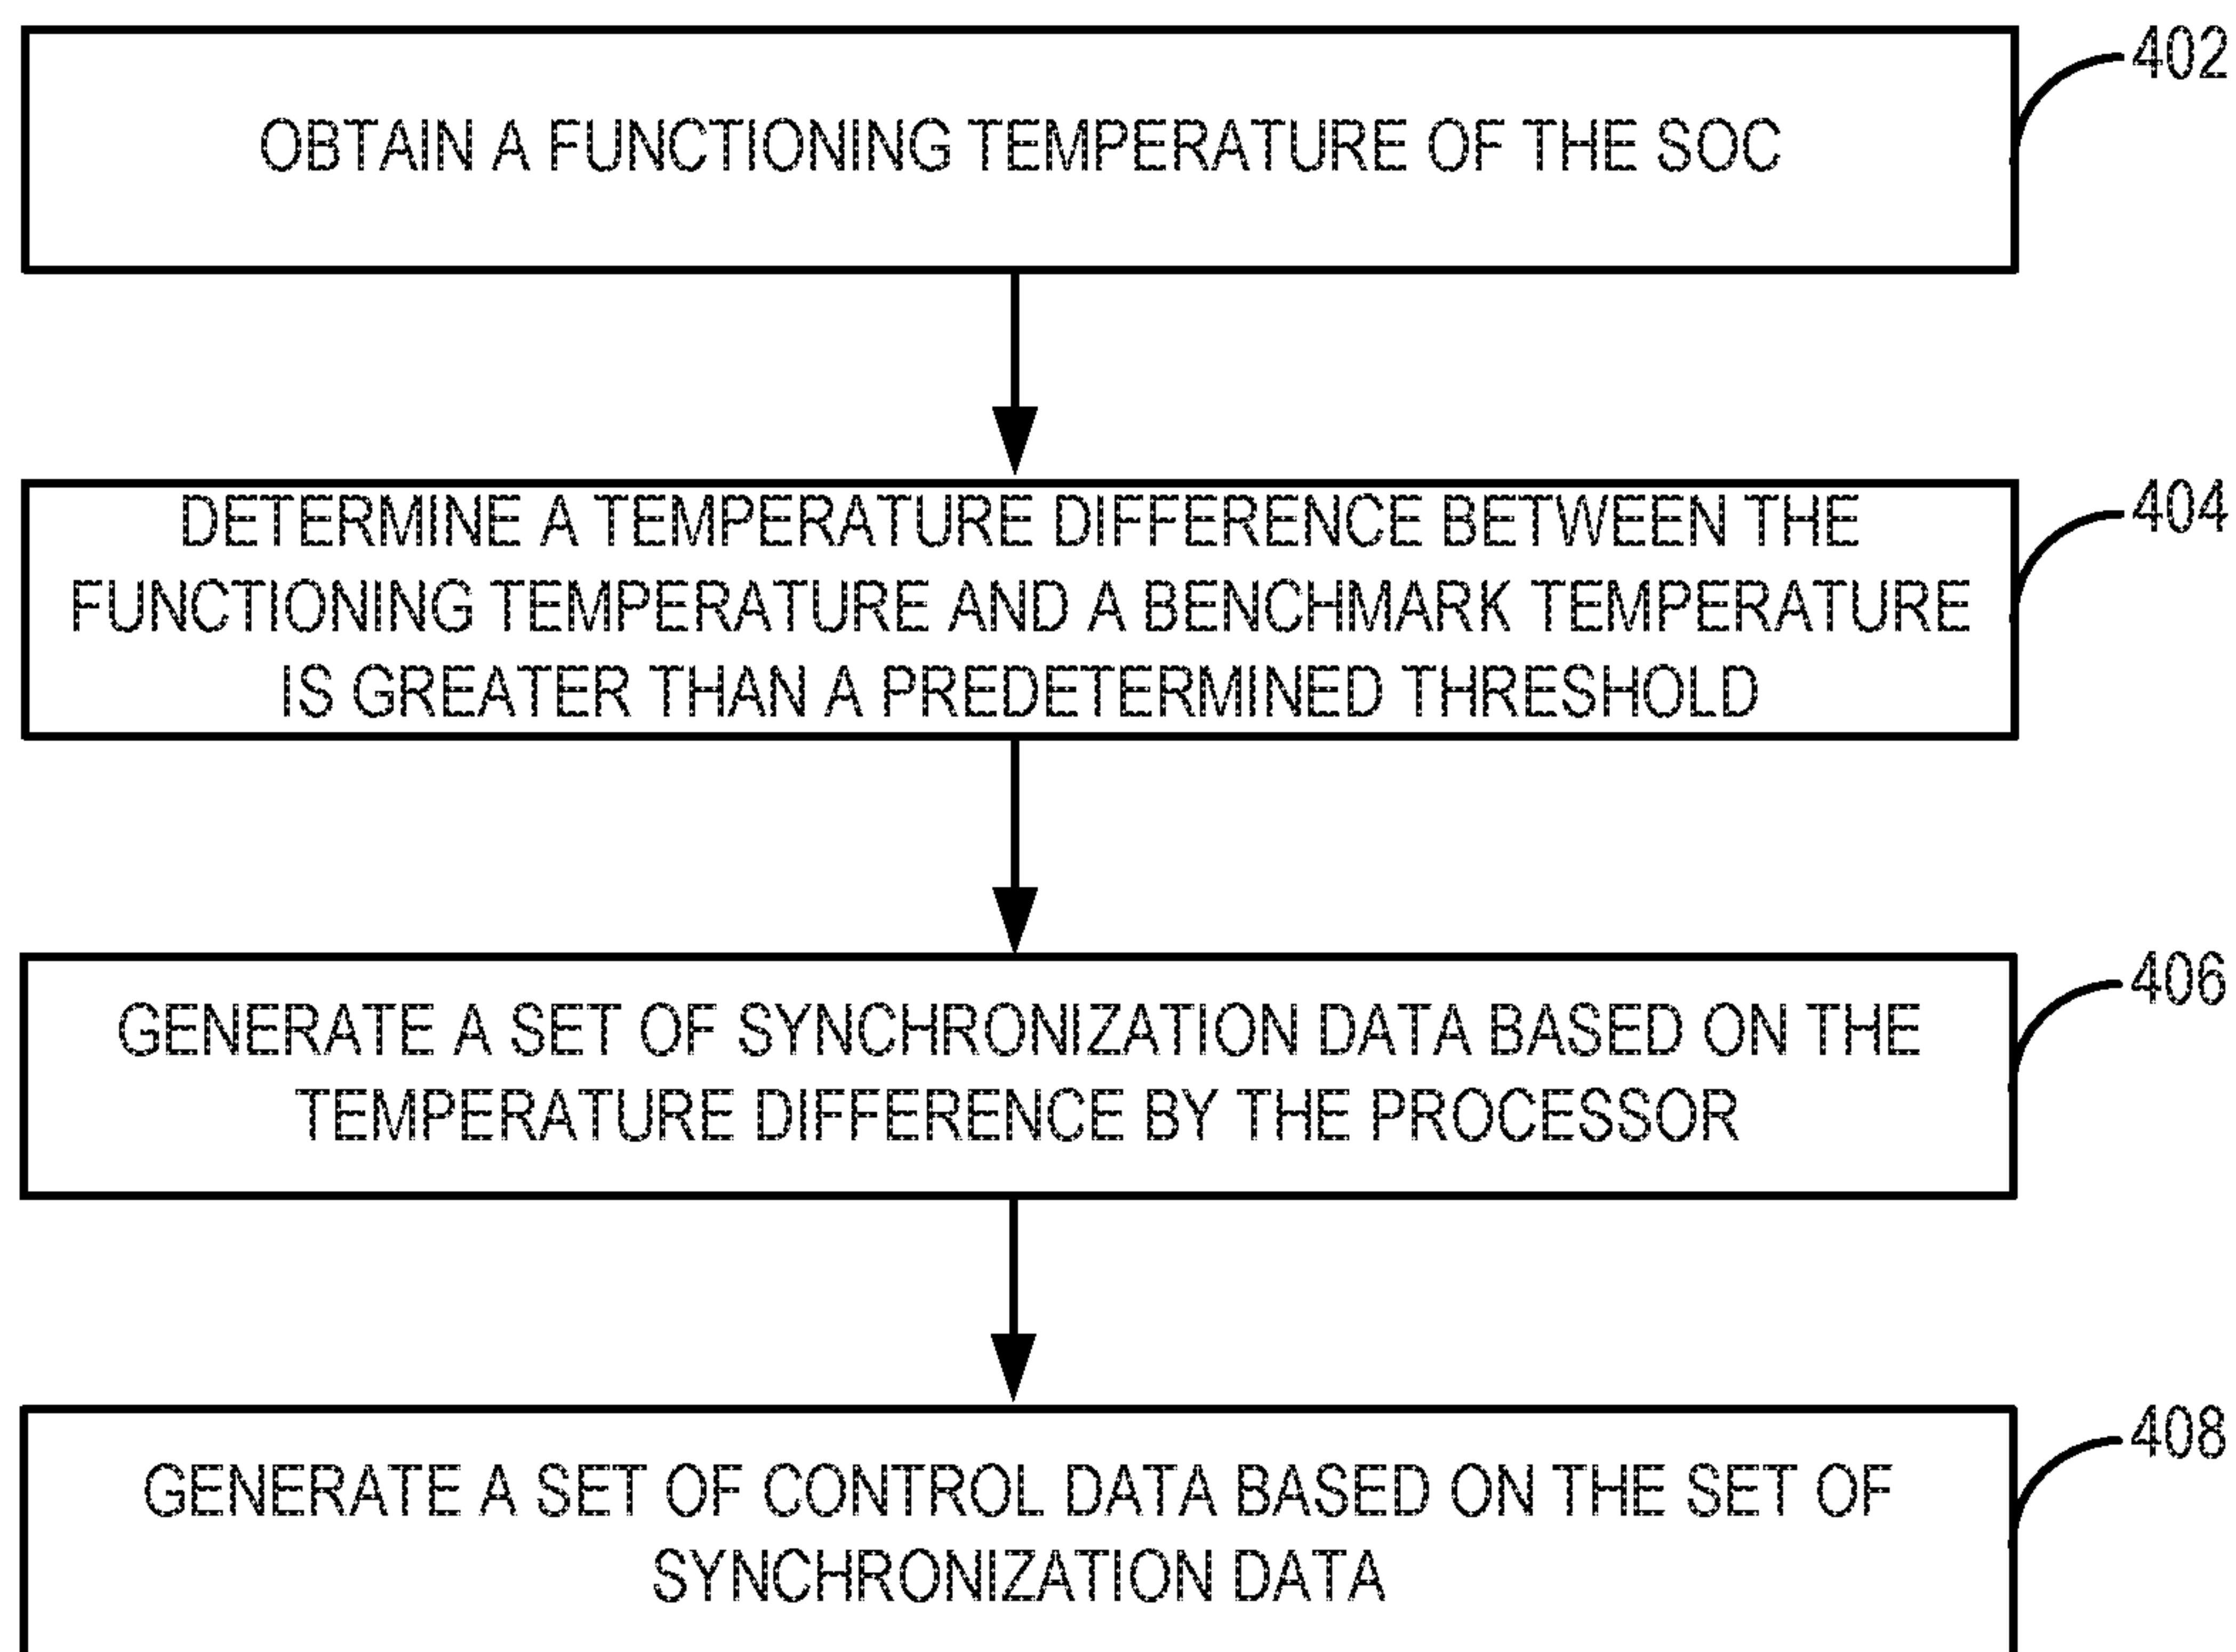 402
OBTAIN A FUNCTIONING TEMPERATURE OF THE SOC
404
DETERMINE A TEMPERATURE DIFFERENCE BETWEEN THE
FUNCTIONING TEMPERATURE AND A BENCHMARK TEMPERATURE
IS GREATER THAN A PREDETERMINED THRESHOLD
406
GENERATE A SET OF SYNCHRONIZATION DATA BASED ON THE
TEMPERATURE DIFFERENCE BY THE PROCESSOR
408
GENERATE A SET OF CONTROL DATA BASED ON THE SET OF
SYNCHRONIZATION DATA